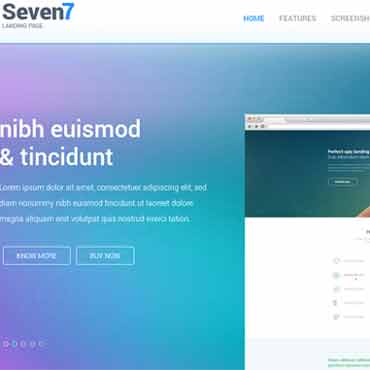 Seven7
LANDING PAGE
HOME FEATURES SCREENSH
nibh euismod
& tincidunt
Lorem ipsum dolor sit amet, consectetuer adipiscing elit, sed
diam nonummy nibh euismod tincidunt ut laoreet dolore
magna aliquam erat volutpat quis nostrud exerci tation.
KNOW MORE BUY NOW
Perfect app landing